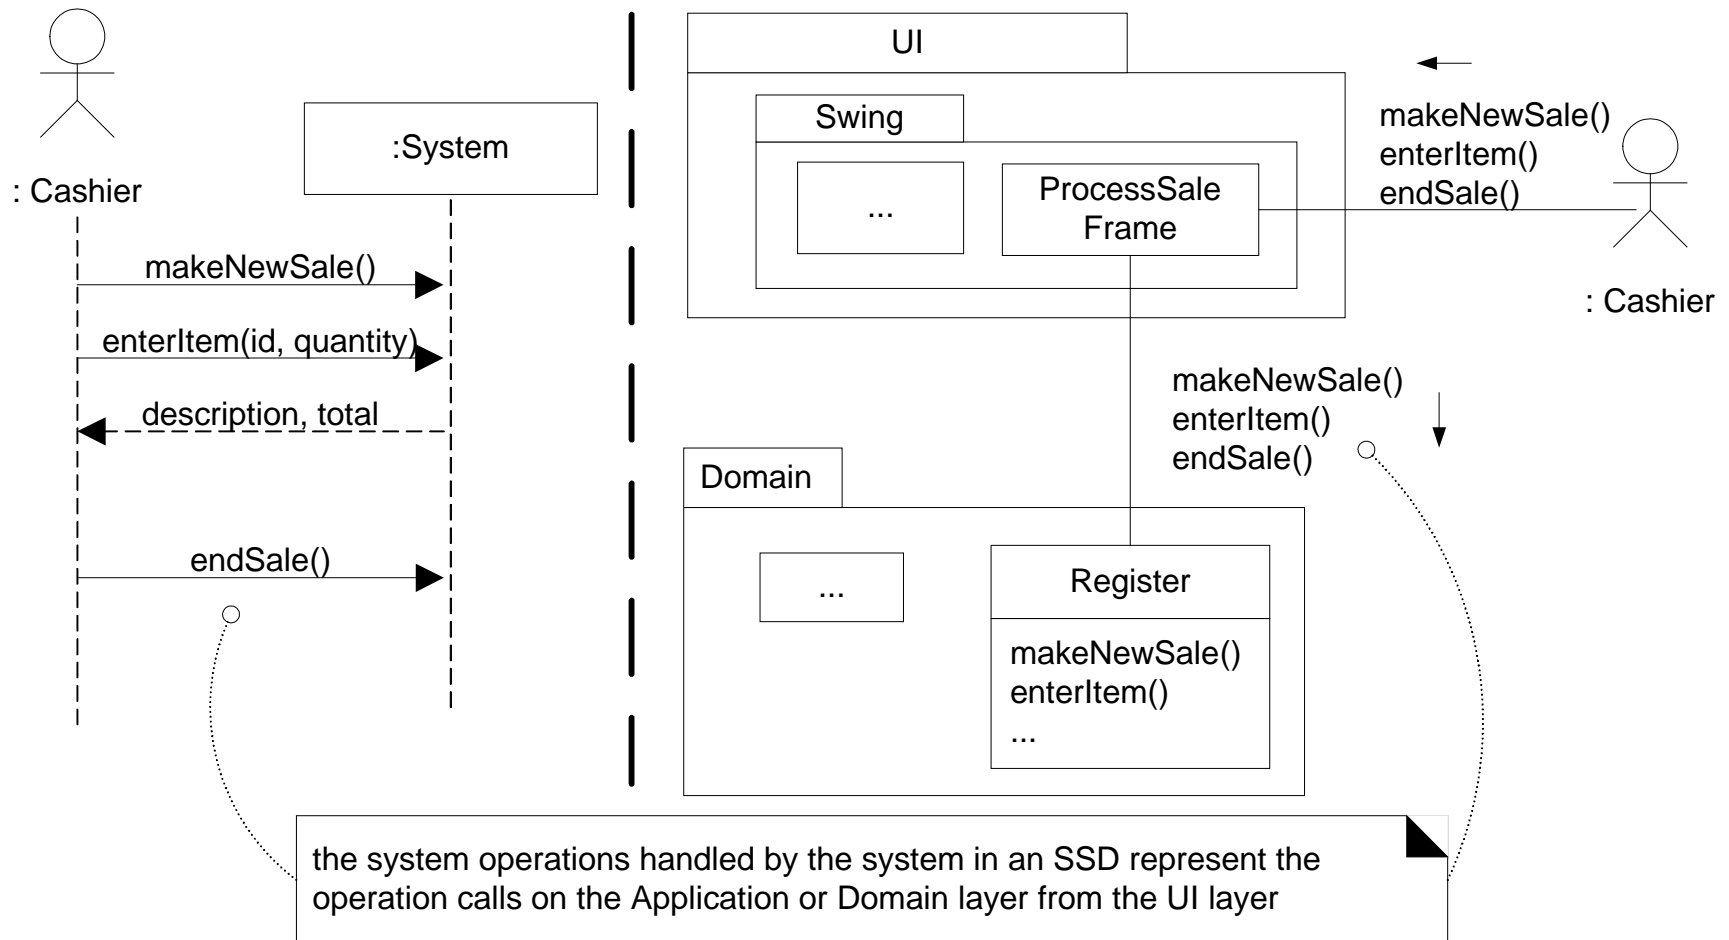 : Cashier
:System
makeNewSale()
enterItem(id, quantity)
description, total
endSale()
UI
Swing
...
ProcessSale
Frame
makeNewSale()
enterItem()
endSale()
: Cashier
makeNewSale()
enterItem()
endSale()
Domain
...
Register
makeNewSale()
enterItem()
...
the system operations handled by the system in an SSD represent the
operation calls on the Application or Domain layer from the UI layer